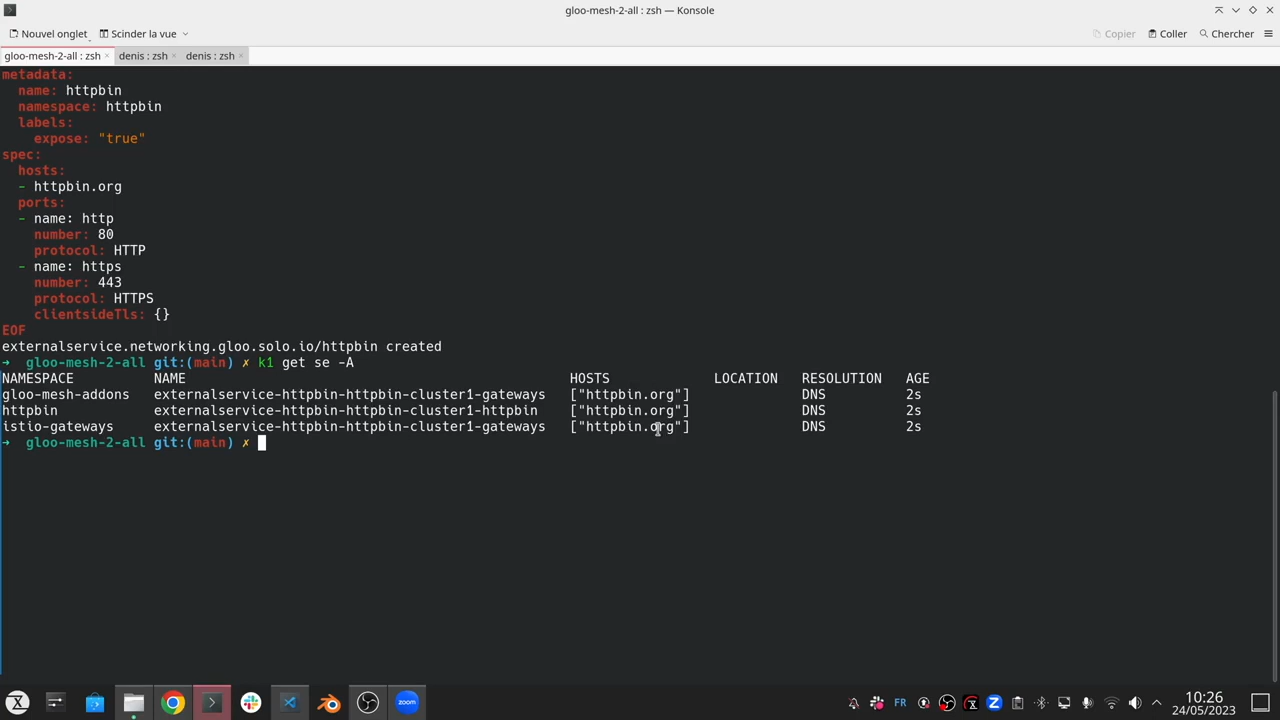 gloo-mesh-2-all : zsh — Konsole
Nouvel onglet
Scinder la vue
Copier
Coller
Chercher
gloo-mesh-2-all : zsh
denis : zsh
denis : zsh
metadata:
  name: httpbin
  namespace: httpbin
  labels:
    expose: "true"
spec:
  hosts:
  - httpbin.org
  ports:
  - name: http
    number: 80
    protocol: HTTP
  - name: https
    number: 443
    protocol: HTTPS
    clientsideTls: {}
EOF
externalservice.networking.gloo.solo.io/httpbin created
➜  gloo-mesh-2-all git:(main) ✗ k1 get se -A
NAMESPACE NAME HOSTS LOCATION RESOLUTION AGE
gloo-mesh-addons externalservice-httpbin-httpbin-cluster1-gateways ["httpbin.org"] DNS 2s
httpbin externalservice-httpbin-httpbin-cluster1-httpbin ["httpbin.org"] DNS 2s
istio-gateways externalservice-httpbin-httpbin-cluster1-gateways ["httpbin.org"] DNS 2s
➜  gloo-mesh-2-all git:(main) ✗
zoom
FR
10:26
24/05/2023